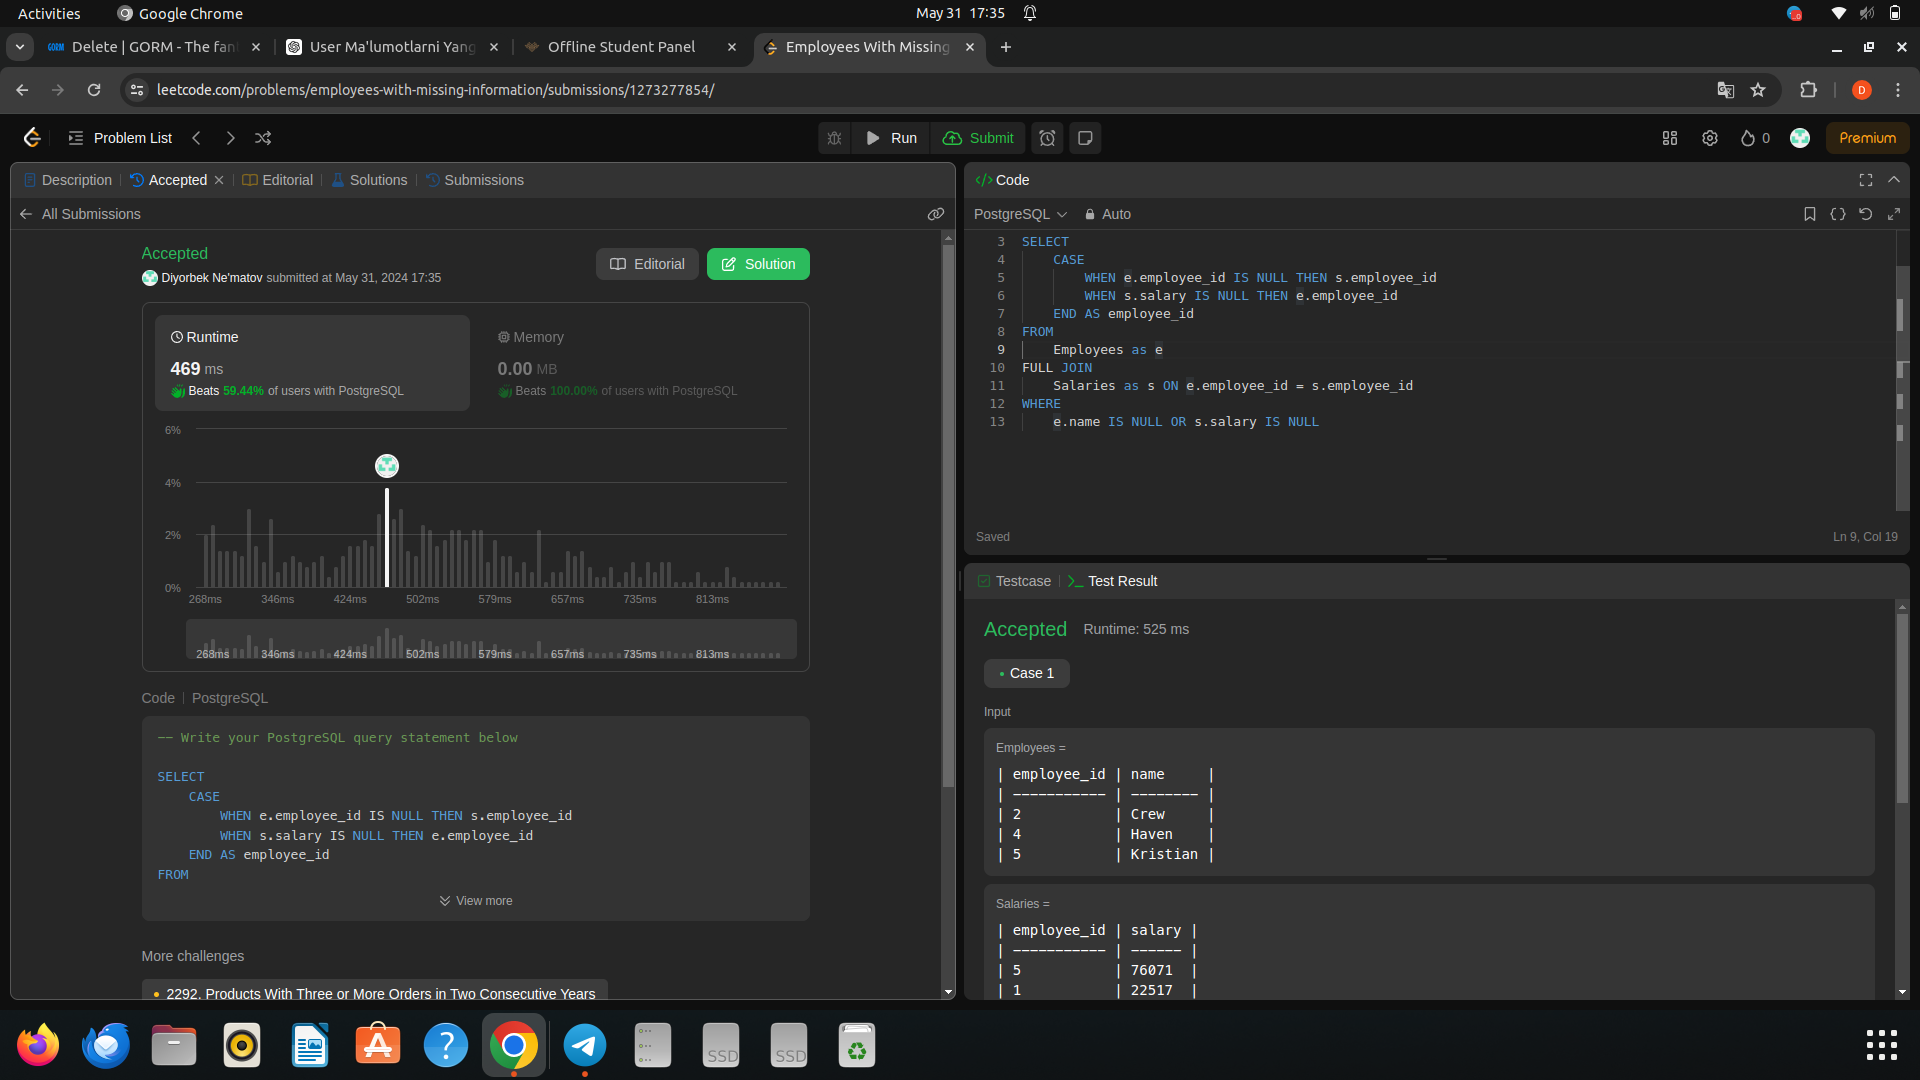 Activities
Google Chrome
May 31 17:35
Delete | GORM - The fan
User Ma'lumotlarni Yang
Offline Student Panel
Employees With Missing
leetcode.com/problems/employees-with-missing-information/submissions/1273277854/
D
Problem List
Run
Submit
0
Premium
Description
Accepted
Editorial
Solutions
Submissions
All Submissions
Accepted
Diyorbek Ne'matov submitted at May 31, 2024 17:35
Editorial
Solution
Runtime
469 ms
Beats 59.44% of users with PostgreSQL
Memory
0.00 MB
Beats 100.00% of users with PostgreSQL
6%
4%
2%
0%
268ms 346ms 424ms 502ms 579ms 657ms 735ms 813ms
268ms 346ms 424ms 502ms 579ms 657ms 735ms 813ms
Code | PostgreSQL
-- Write your PostgreSQL query statement below
SELECT
CASE
WHEN e.employee_id IS NULL THEN s.employee_id
WHEN s.salary IS NULL THEN e.employee_id
END AS employee_id
FROM
View more
More challenges
2292. Products With Three or More Orders in Two Consecutive Years
Code
PostgreSQL
Auto
3 SELECT
4 CASE
5 WHEN e.employee_id IS NULL THEN s.employee_id
6 WHEN s.salary IS NULL THEN e.employee_id
7 END AS employee_id
8 FROM
9 Employees as e
10 FULL JOIN
11 Salaries as s ON e.employee_id = s.employee_id
12 WHERE
13 e.name IS NULL OR s.salary IS NULL
Saved
Ln 9, Col 19
Testcase
Test Result
Accepted
Runtime: 525 ms
Case 1
Input
Employees =
| employee_id | name |
| ----------- | -------- |
| 2 | Crew |
| 4 | Haven |
| 5 | Kristian |
Salaries =
| employee_id | salary |
| ----------- | ------ |
| 5 | 76071 |
| 1 | 22517 |
SSD
SSD